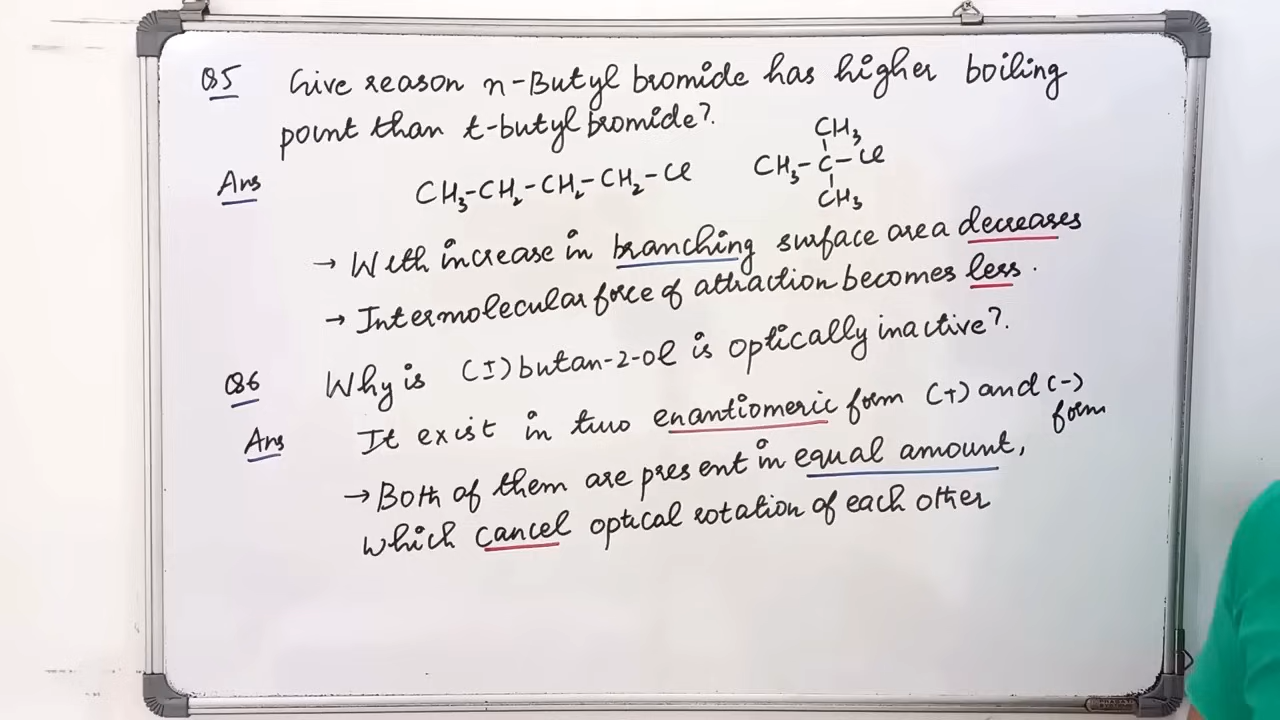 Q5 Give reason n-Butyl bromide has higher boiling
point than t-butyl bromide?
CH3
Ans CH3-CH2-CH2-CH2-Cl CH3-C-Cl
CH3
→ With increase in branching surface area decreases
→ Intermolecular force of attraction becomes less.
Q6 Why is (I) butan-2-ol is optically inactive?
Ans It exist in two enantiomeric form (+) and (-)
form
→ Both of them are present in equal amount,
which cancel optical rotation of each other